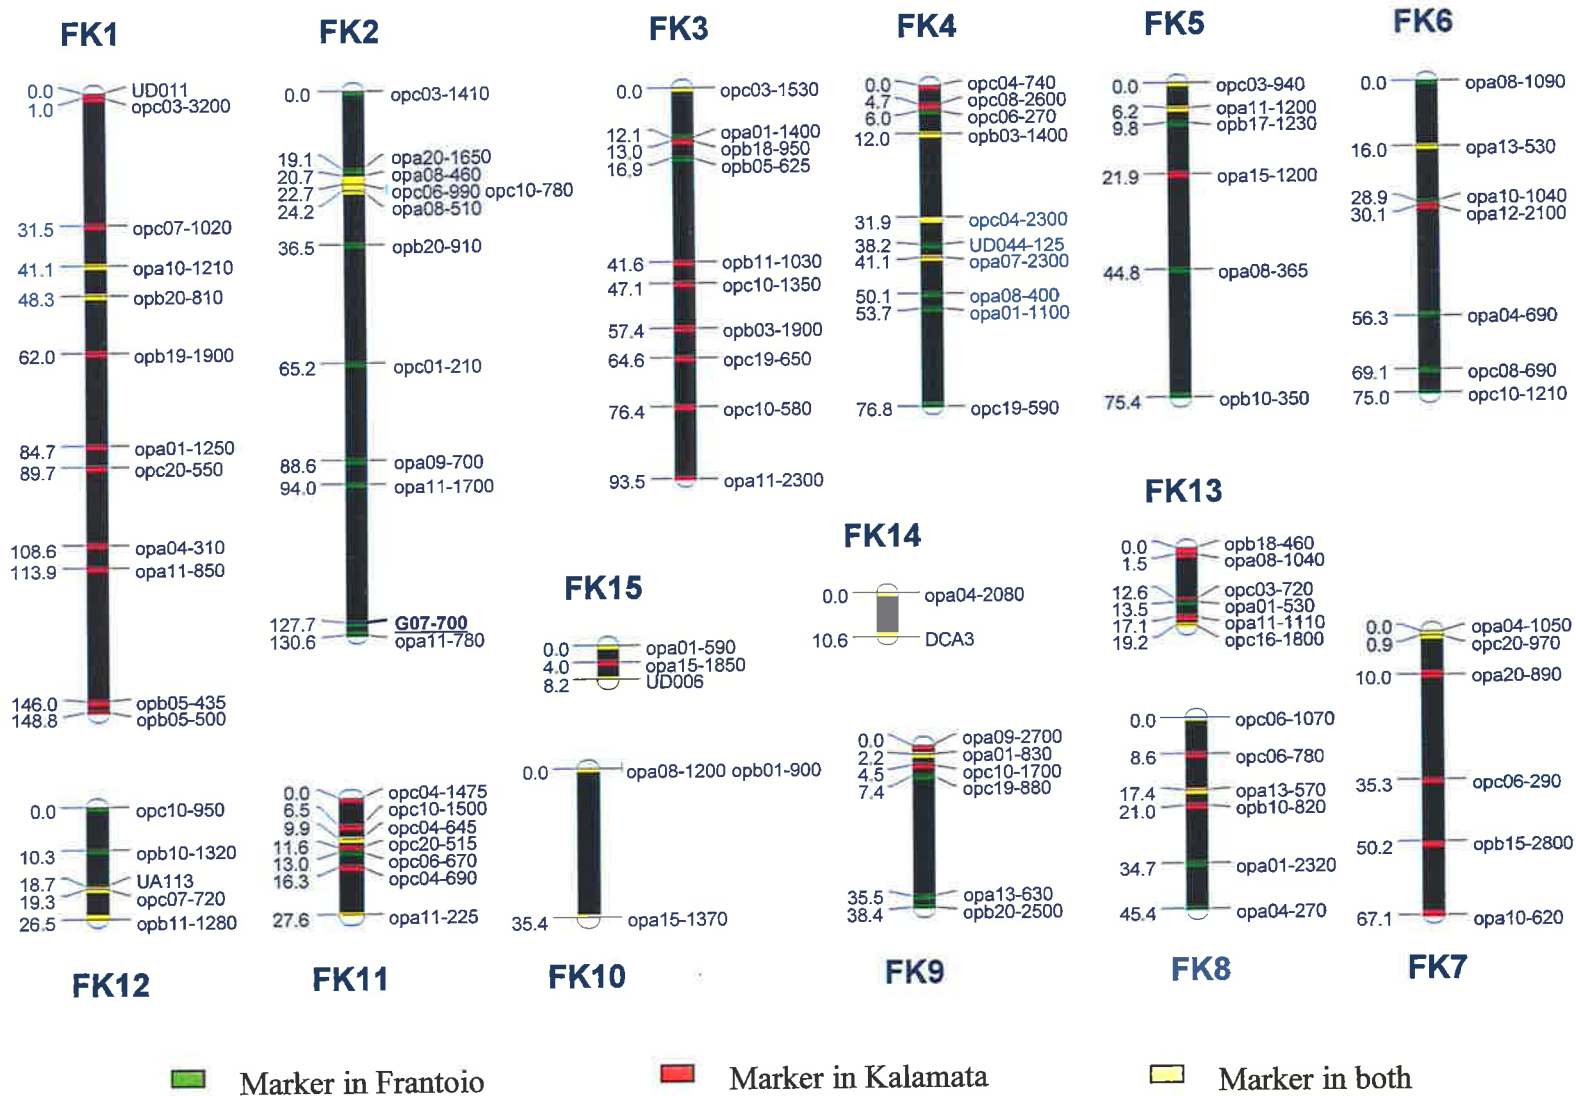 FK1
0.0 UD011
1.0 opc03-3200
31.5 opc07-1020
41.1 opa10-1210
48.3 opb20-810
62.0 opb19-1900
84.7 opa01-1250
89.7 opc20-550
108.6 opa04-310
113.9 opa11-850
146.0 opb05-435
148.8 opb05-500
FK2
0.0 opc03-1410
19.1 opa20-1650
20.7 opa08-460
22.7 opc06-990 opc10-780
24.2 opa08-510
36.5 opb20-910
65.2 opc01-210
88.6 opa09-700
94.0 opa11-1700
127.7 G07-700
130.6 opa11-780
FK3
0.0 opc03-1530
12.1 opa01-1400
13.0 opb18-950
16.9 opb05-625
41.6 opb11-1030
47.1 opc10-1350
57.4 opb03-1900
64.6 opc19-650
76.4 opc10-580
93.5 opa11-2300
FK4
0.0 opc04-740
4.7 opc08-2600
6.0 opc06-270
12.0 opb03-1400
31.9 opc04-2300
38.2 UD044-125
41.1 opa07-2300
50.1 opa08-400
53.7 opa01-1100
76.8 opc19-590
FK5
0.0 opc03-940
6.2 opa11-1200
9.8 opb17-1230
21.9 opa15-1200
44.8 opa08-365
75.4 opb10-350
FK6
0.0 opa08-1090
16.0 opa13-530
28.9 opa10-1040
30.1 opa12-2100
56.3 opa04-690
69.1 opc08-690
75.0 opc10-1210
FK15
0.0 opa01-590
4.0 opa15-1850
8.2 UD006
FK14
0.0 opa04-2080
10.6 DCA3
FK13
0.0 opb18-460
1.5 opa08-1040
12.6 opc03-720
13.5 opa01-530
17.1 opa11-1110
19.2 opc16-1800
0.0 opc10-950
10.3 opb10-1320
18.7 UA113
19.3 opc07-720
26.5 opb11-1280
FK12
0.0 opc04-1475
6.5 opc10-1500
9.9 opc04-645
11.6 opc20-515
13.0 opc06-670
16.3 opc04-690
27.6 opa11-225
FK11
0.0 opa08-1200 opb01-900
35.4 opa15-1370
FK10
0.0 opa09-2700
2.2 opa01-830
4.5 opc10-1700
7.4 opc19-880
35.5 opa13-630
38.4 opb20-2500
FK9
0.0 opc06-1070
8.6 opc06-780
17.4 opa13-570
21.0 opb10-820
34.7 opa01-2320
45.4 opa04-270
FK8
0.0 opa04-1050
0.9 opc20-970
10.0 opa20-890
35.3 opc06-290
50.2 opb15-2800
67.1 opa10-620
FK7
Marker in Frantoio
Marker in Kalamata
Marker in both